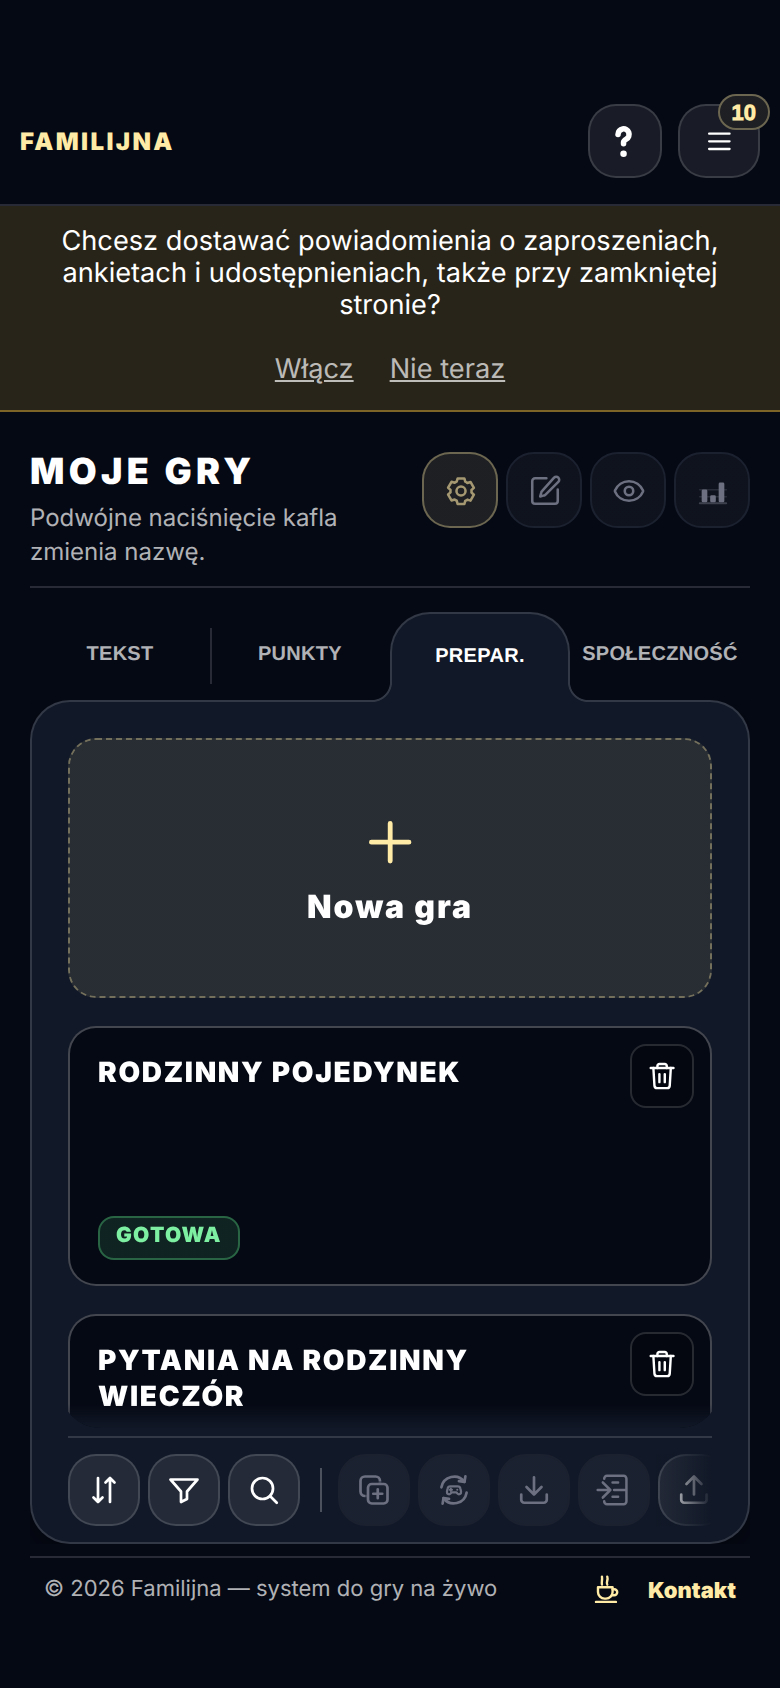 FAMILIJNA
?
10
Chcesz dostawać powiadomienia o zaproszeniach,
ankietach i udostępnieniach, także przy zamkniętej
stronie?
Włącz Nie teraz
MOJE GRY
Podwójne naciśnięcie kafla
zmienia nazwę.
TEKST PUNKTY PREPAR. SPOŁECZNOŚĆ
Nowa gra
RODZINNY POJEDYNEK
GOTOWA
PYTANIA NA RODZINNY
WIECZÓR
© 2026 Familijna — system do gry na żywo Kontakt